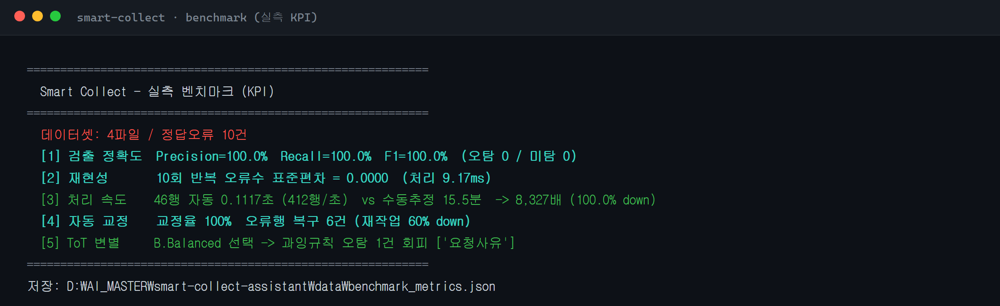 smart-collect · benchmark (실측 KPI)
============================================================
Smart Collect - 실측 벤치마크 (KPI)
============================================================
데이터셋: 4파일 / 정답오류 10건
[1] 검출 정확도 Precision=100.0% Recall=100.0% F1=100.0% (오탐 0 / 미탐 0)
[2] 재현성 10회 반복 오류수 표준편차 = 0.0000 (처리 9.17ms)
[3] 처리 속도 46행 자동 0.1117초 (412행/초) vs 수동추정 15.5분 -> 8,327배 (100.0% down)
[4] 자동 교정 교정율 100% 오류행 복구 6건 (재작업 60% down)
[5] ToT 변별 B.Balanced 선택 -> 과잉규칙 오탐 1건 회피 ['요청사유']
============================================================
저장: D:₩AI_MASTER₩smart-collect-assistant₩data₩benchmark_metrics.json